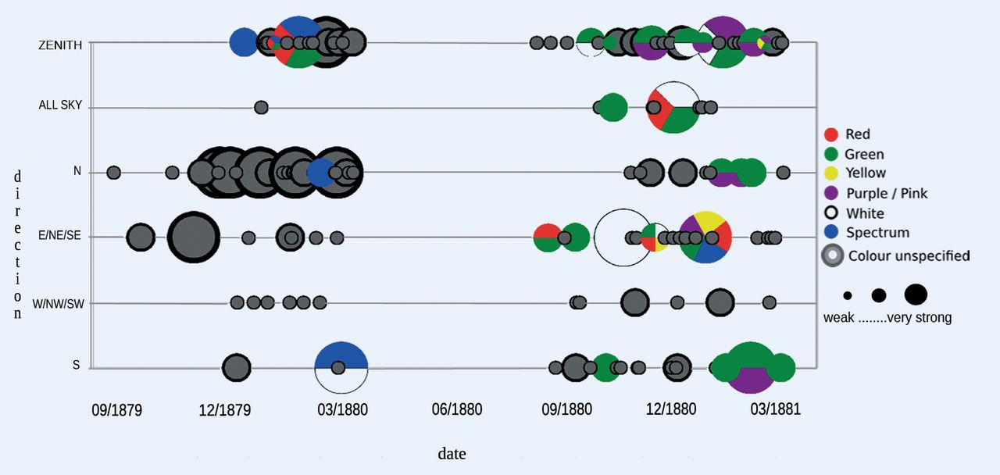 ZENITH
ALL SKY
N
E/NE/SE
W/NW/SW
S
direction
09/1879
12/1879
03/1880
06/1880
09/1880
12/1880
03/1881
date
Red
Green
Yellow
Purple / Pink
White
Spectrum
Colour unspecified
weak ........very strong